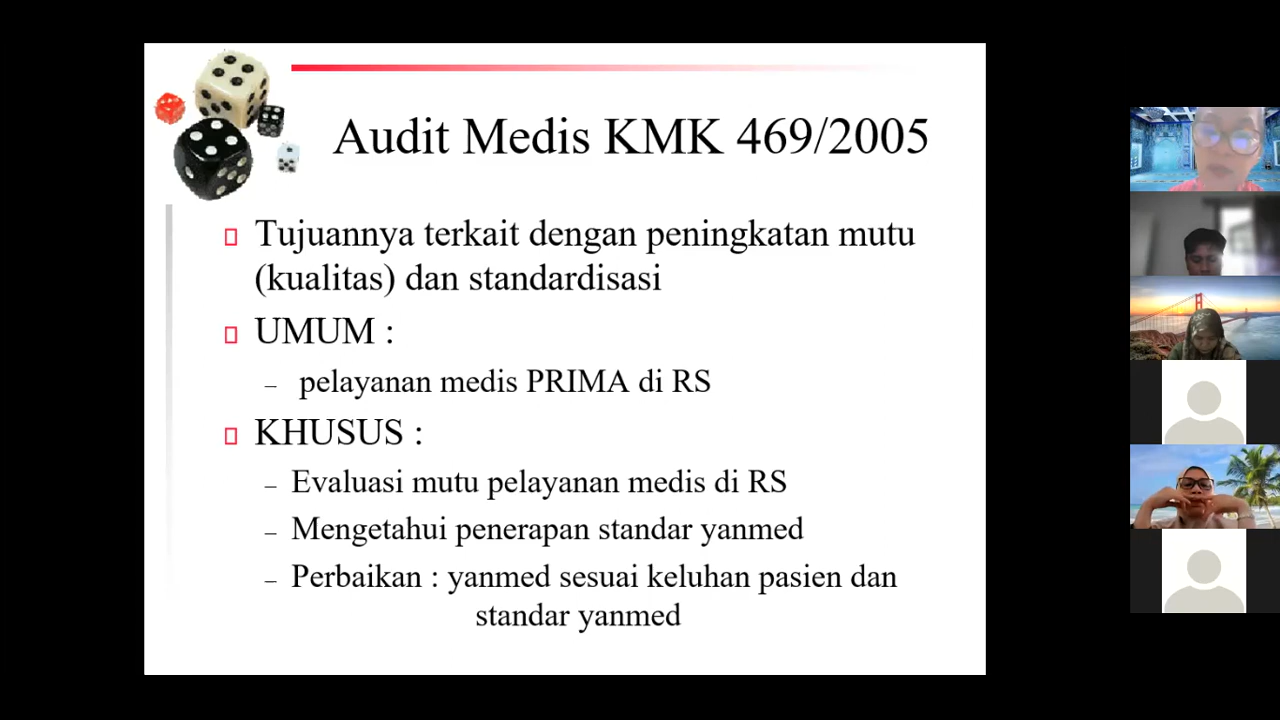 Audit Medis KMK 469/2005
Tujuannya terkait dengan peningkatan mutu
(kualitas) dan standardisasi
UMUM :
– pelayanan medis PRIMA di RS
KHUSUS :
– Evaluasi mutu pelayanan medis di RS
– Mengetahui penerapan standar yanmed
– Perbaikan : yanmed sesuai keluhan pasien dan
standar yanmed